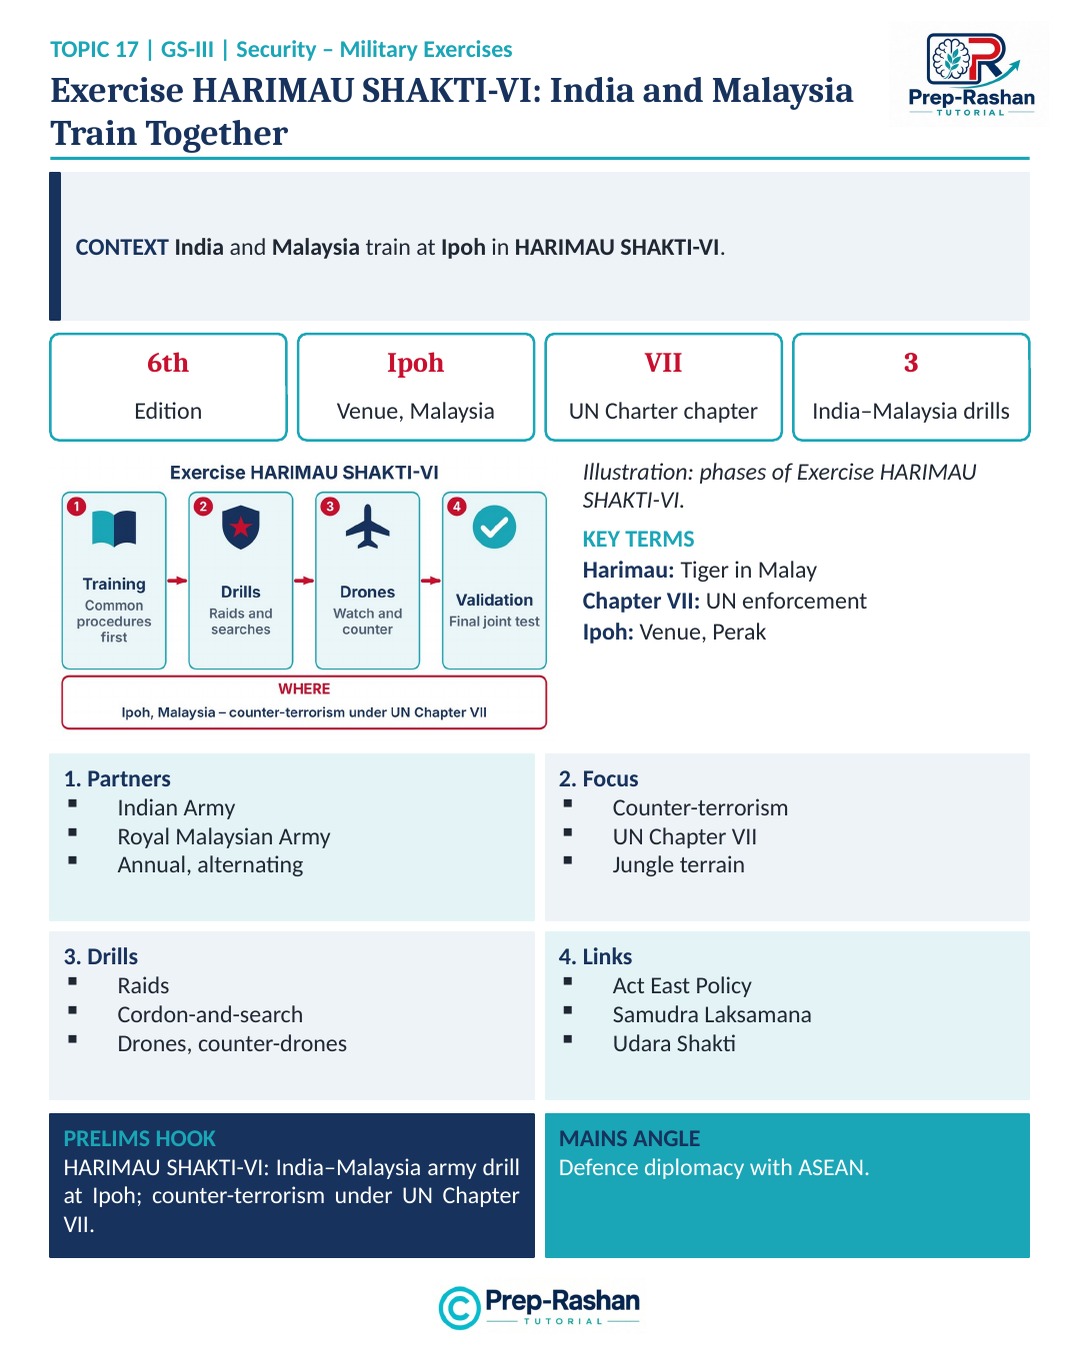 TOPIC 17 | GS-III | Security – Military Exercises
Exercise HARIMAU SHAKTI-VI: India and Malaysia
Train Together
Prep-Rashan
TUTORIAL
CONTEXT India and Malaysia train at Ipoh in HARIMAU SHAKTI-VI.
6th
Edition
Ipoh
Venue, Malaysia
VII
UN Charter chapter
3
India–Malaysia drills
Exercise HARIMAU SHAKTI-VI
1
Training
Common
procedures
first
2
Drills
Raids and
searches
3
Drones
Watch and
counter
4
Validation
Final joint test
WHERE
Ipoh, Malaysia – counter-terrorism under UN Chapter VII
Illustration: phases of Exercise HARIMAU
SHAKTI-VI.
KEY TERMS
Harimau: Tiger in Malay
Chapter VII: UN enforcement
Ipoh: Venue, Perak
1. Partners
▪ Indian Army
▪ Royal Malaysian Army
▪ Annual, alternating
2. Focus
▪ Counter-terrorism
▪ UN Chapter VII
▪ Jungle terrain
3. Drills
▪ Raids
▪ Cordon-and-search
▪ Drones, counter-drones
4. Links
▪ Act East Policy
▪ Samudra Laksamana
▪ Udara Shakti
PRELIMS HOOK
HARIMAU SHAKTI-VI: India–Malaysia army drill
at Ipoh; counter-terrorism under UN Chapter
VII.
MAINS ANGLE
Defence diplomacy with ASEAN.
© Prep-Rashan
TUTORIAL